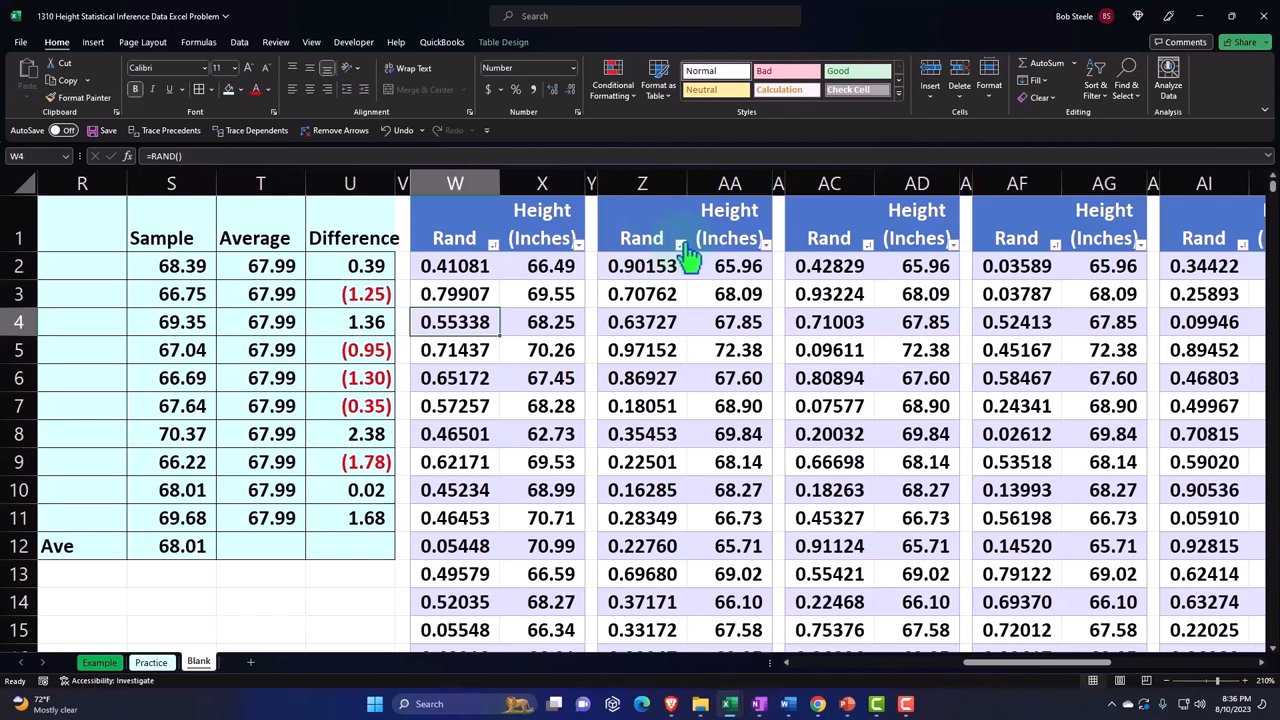 1310 Height Statistical Inference Data Excel Problem
Search
Bob Steele BS
File Home Insert Page Layout Formulas Data Review View Developer Help QuickBooks Table Design
Comments Share
Paste Cut Copy Format Painter
Clipboard
Calibri 11
B I U A
Font
Wrap Text
Merge & Center
Alignment
Number
$ % 9
Number
Conditional Formatting Format as Table
Normal Bad Good
Neutral Calculation Check Cell
Styles
Insert Delete Format
Cells
AutoSum Fill Clear
Sort & Filter Find & Select
Editing
Analyze Data
Analysis
AutoSave Off Save Trace Precedents Trace Dependents Remove Arrows Undo Redo
W4 fx =RAND()
R S T U V W X Y Z AA A AC AD A AF AG A AI
1 Sample Average Difference Rand Height (Inches) Rand Height (Inches) Rand Height (Inches) Rand Height (Inches) Rand
2 68.39 67.99 0.39 0.41081 66.49 0.90153 65.96 0.42829 65.96 0.03589 65.96 0.34422
3 66.75 67.99 (1.25) 0.79907 69.55 0.70762 68.09 0.93224 68.09 0.03787 68.09 0.25893
4 69.35 67.99 1.36 0.55338 68.25 0.63727 67.85 0.71003 67.85 0.52413 67.85 0.09946
5 67.04 67.99 (0.95) 0.71437 70.26 0.97152 72.38 0.09611 72.38 0.45167 72.38 0.89452
6 66.69 67.99 (1.30) 0.65172 67.45 0.86927 67.60 0.80894 67.60 0.58467 67.60 0.46803
7 67.64 67.99 (0.35) 0.57257 68.28 0.18051 68.90 0.07577 68.90 0.24341 68.90 0.49967
8 70.37 67.99 2.38 0.46501 62.73 0.35453 69.84 0.20032 69.84 0.02612 69.84 0.70815
9 66.22 67.99 (1.78) 0.62171 69.53 0.22501 68.14 0.66698 68.14 0.53518 68.14 0.59020
10 68.01 67.99 0.02 0.45234 68.99 0.16285 68.27 0.18263 68.27 0.13993 68.27 0.90536
11 69.68 67.99 1.68 0.46453 70.71 0.28349 66.73 0.45327 66.73 0.56198 66.73 0.05910
12 Ave 68.01 0.05448 70.99 0.22760 65.71 0.91124 65.71 0.14520 65.71 0.92815
13 0.49579 66.59 0.69680 69.02 0.55421 69.02 0.79122 69.02 0.62414
14 0.52035 68.27 0.37171 66.10 0.22468 66.10 0.69370 66.10 0.63274
15 0.05548 66.34 0.33172 67.58 0.75376 67.58 0.72012 67.58 0.22025
Example Practice Blank
Ready Accessibility: Investigate 210%
72°F
Mostly clear
Search
8:36 PM
8/10/2023